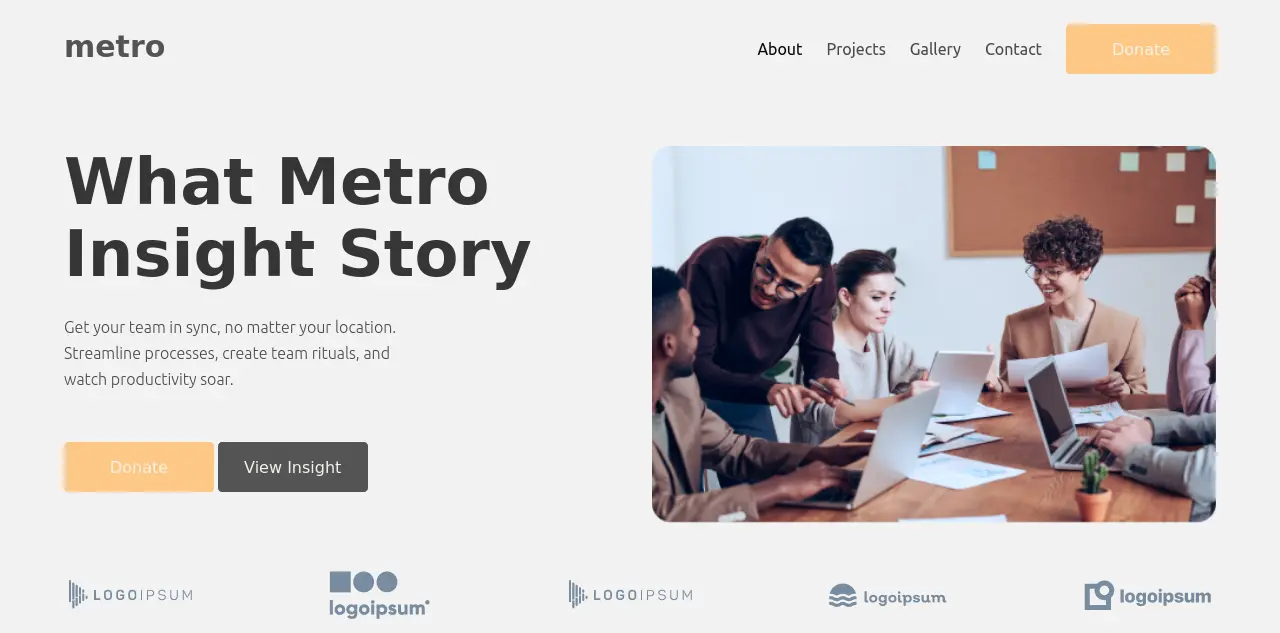 metro
About Projects Gallery Contact Donate
What Metro
Insight Story
Get your team in sync, no matter your location.
Streamline processes, create team rituals, and
watch productivity soar.
Donate View Insight
LOGOIPSUM logoipsum LOGOIPSUM logoipsum logoipsum